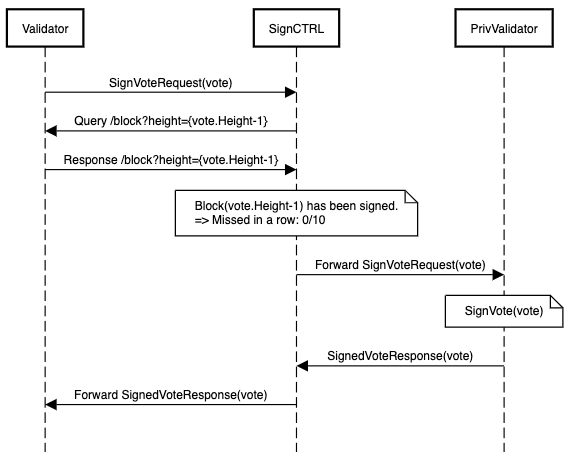 Validator
SignCTRL
PrivValidator
SignVoteRequest(vote)
Query /block?height={vote.Height-1}
Response /block?height={vote.Height-1}
Block(vote.Height-1) has been signed.
=> Missed in a row: 0/10
Forward SignVoteRequest(vote)
SignVote(vote)
SignedVoteResponse(vote)
Forward SignedVoteResponse(vote)